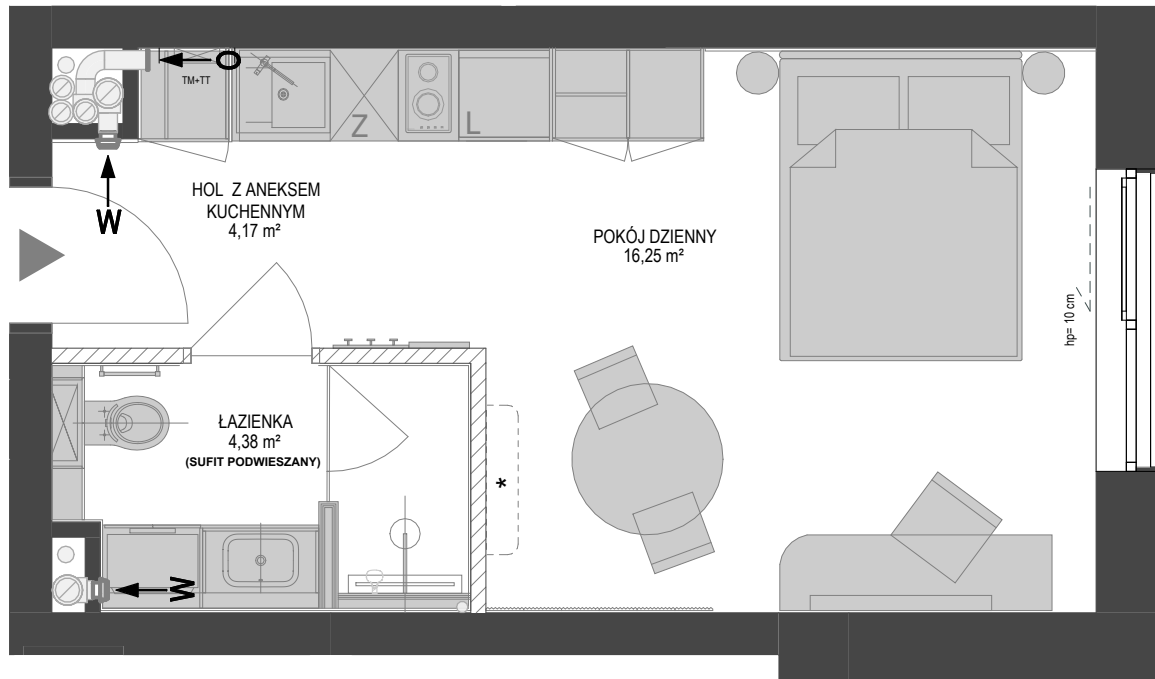 O
TM+TT
Z
L
W
HOL Z ANEKSEM
KUCHENNYM
4,17 m²
POKÓJ DZIENNY
16,25 m²
hp= 10 cm
ŁAZIENKA
4,38 m²
(SUFIT PODWIESZANY)
*
W